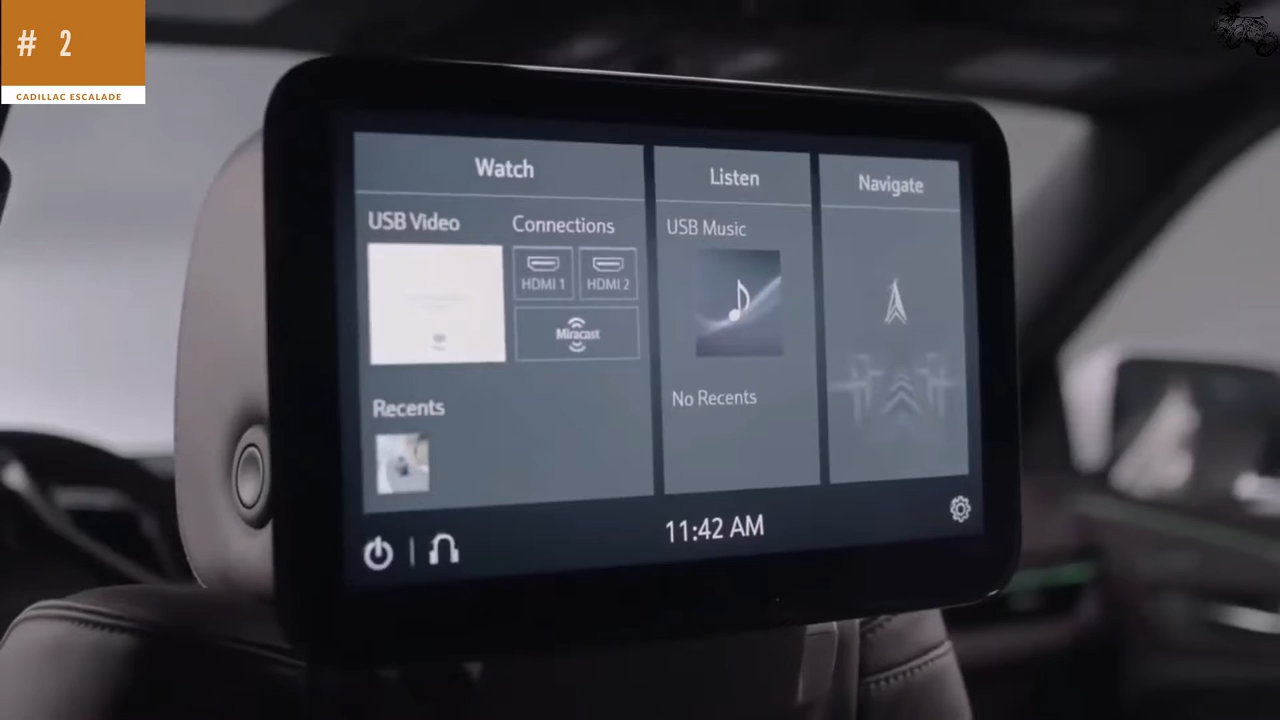 # 2
CADILLAC ESCALADE
Watch
USB Video
Connections
HDMI 1
HDMI 2
Miracast
Recents
Listen
USB Music
No Recents
Navigate
11:42 AM